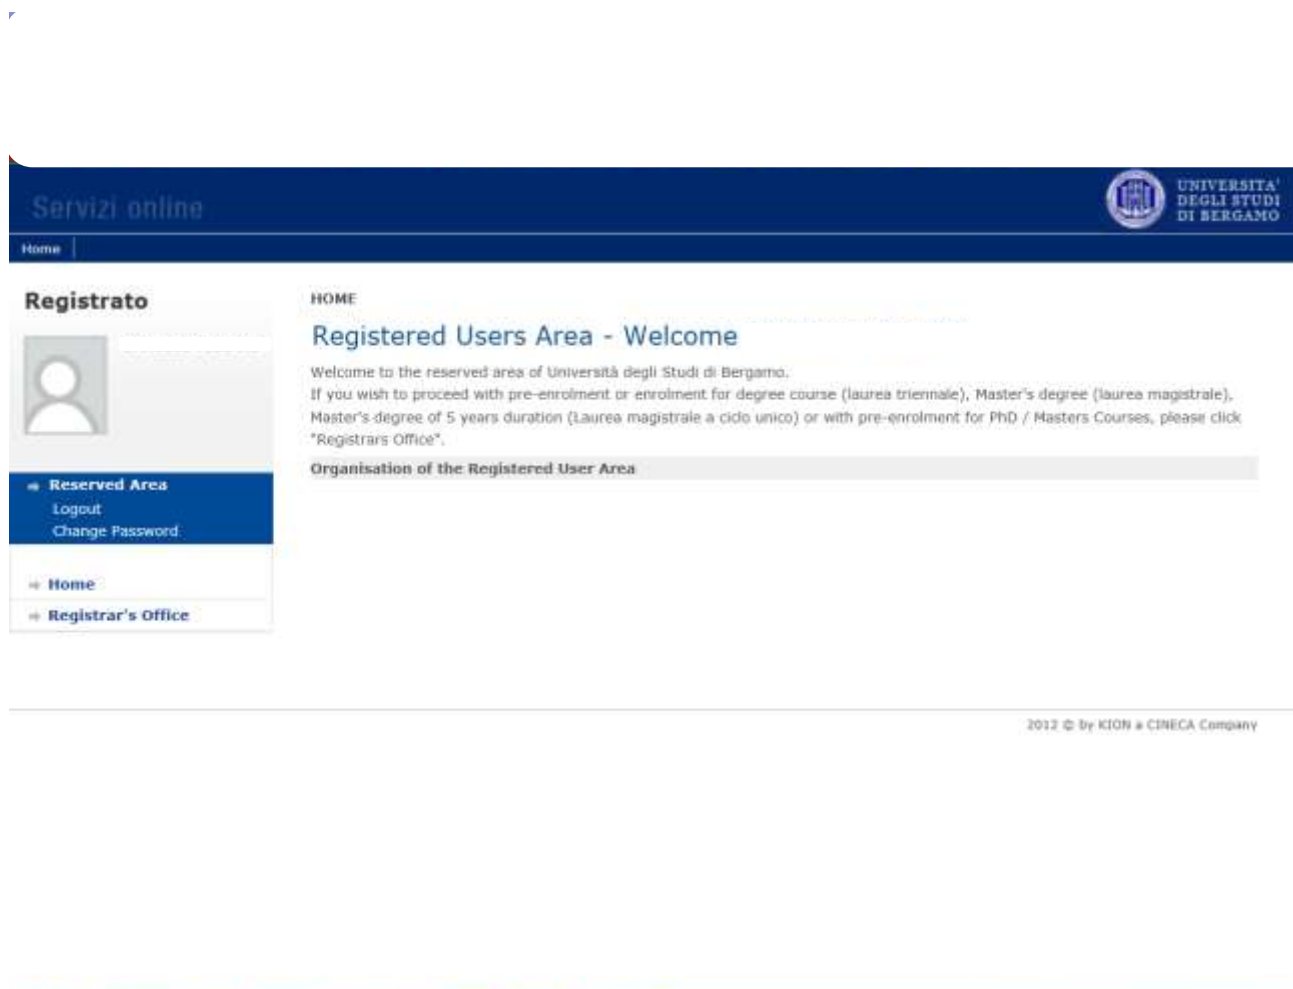 Servizi online
UNIVERSITA'
DEGLI STUDI
DI BERGAMO
Home
Registrato
HOME
Registered Users Area - Welcome
Welcome to the reserved area of Università degli Studi di Bergamo.
If you wish to proceed with pre-enrolment or enrolment for degree course (laurea triennale), Master's degree (laurea magistrale),
Master's degree of 5 years duration (Laurea magistrale a ciclo unico) or with pre-enrolment for PhD / Masters Courses, please click
"Registrars Office".
Organisation of the Registered User Area
Reserved Area
Logout
Change Password
Home
Registrar's Office
2012 © by KION a CINECA Company